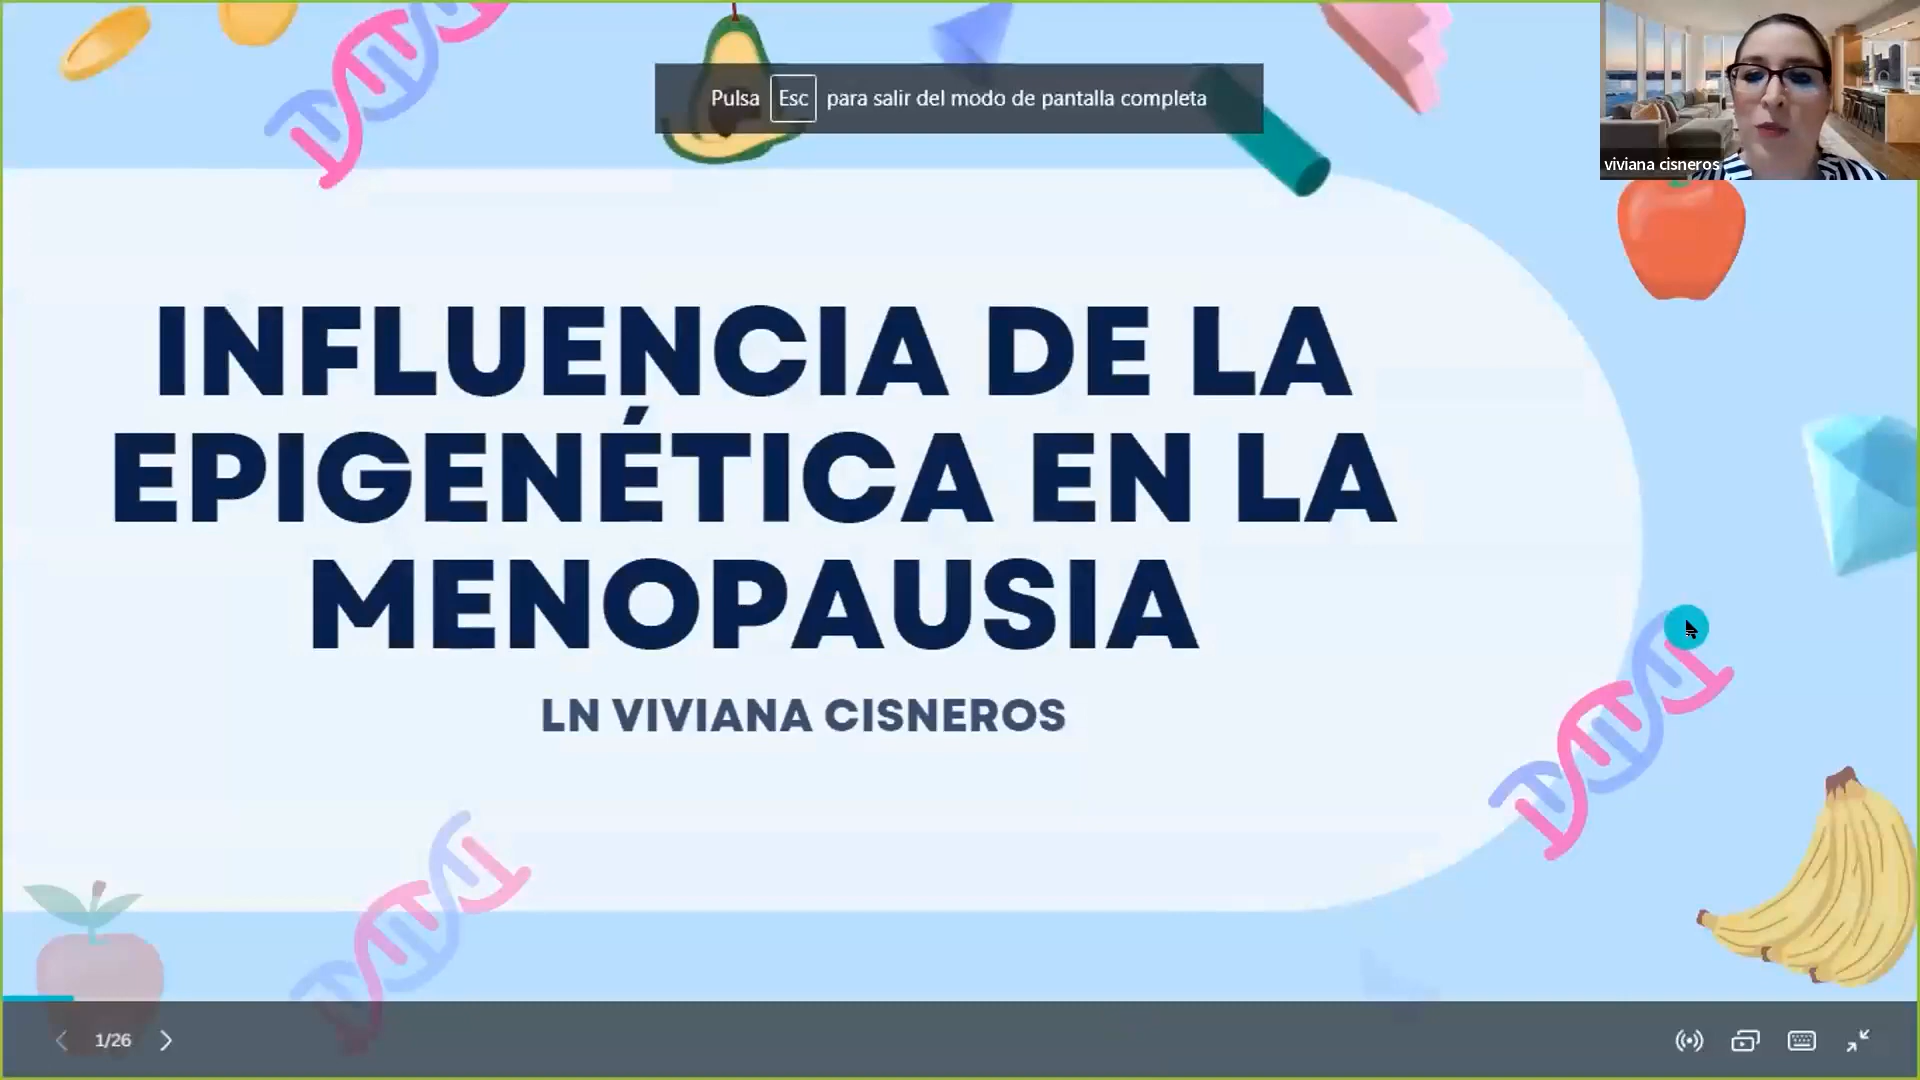 Pulsa Esc para salir del modo de pantalla completa
viviana cisneros
INFLUENCIA DE LA
EPIGENÉTICA EN LA
MENOPAUSIA
LN VIVIANA CISNEROS
1/26